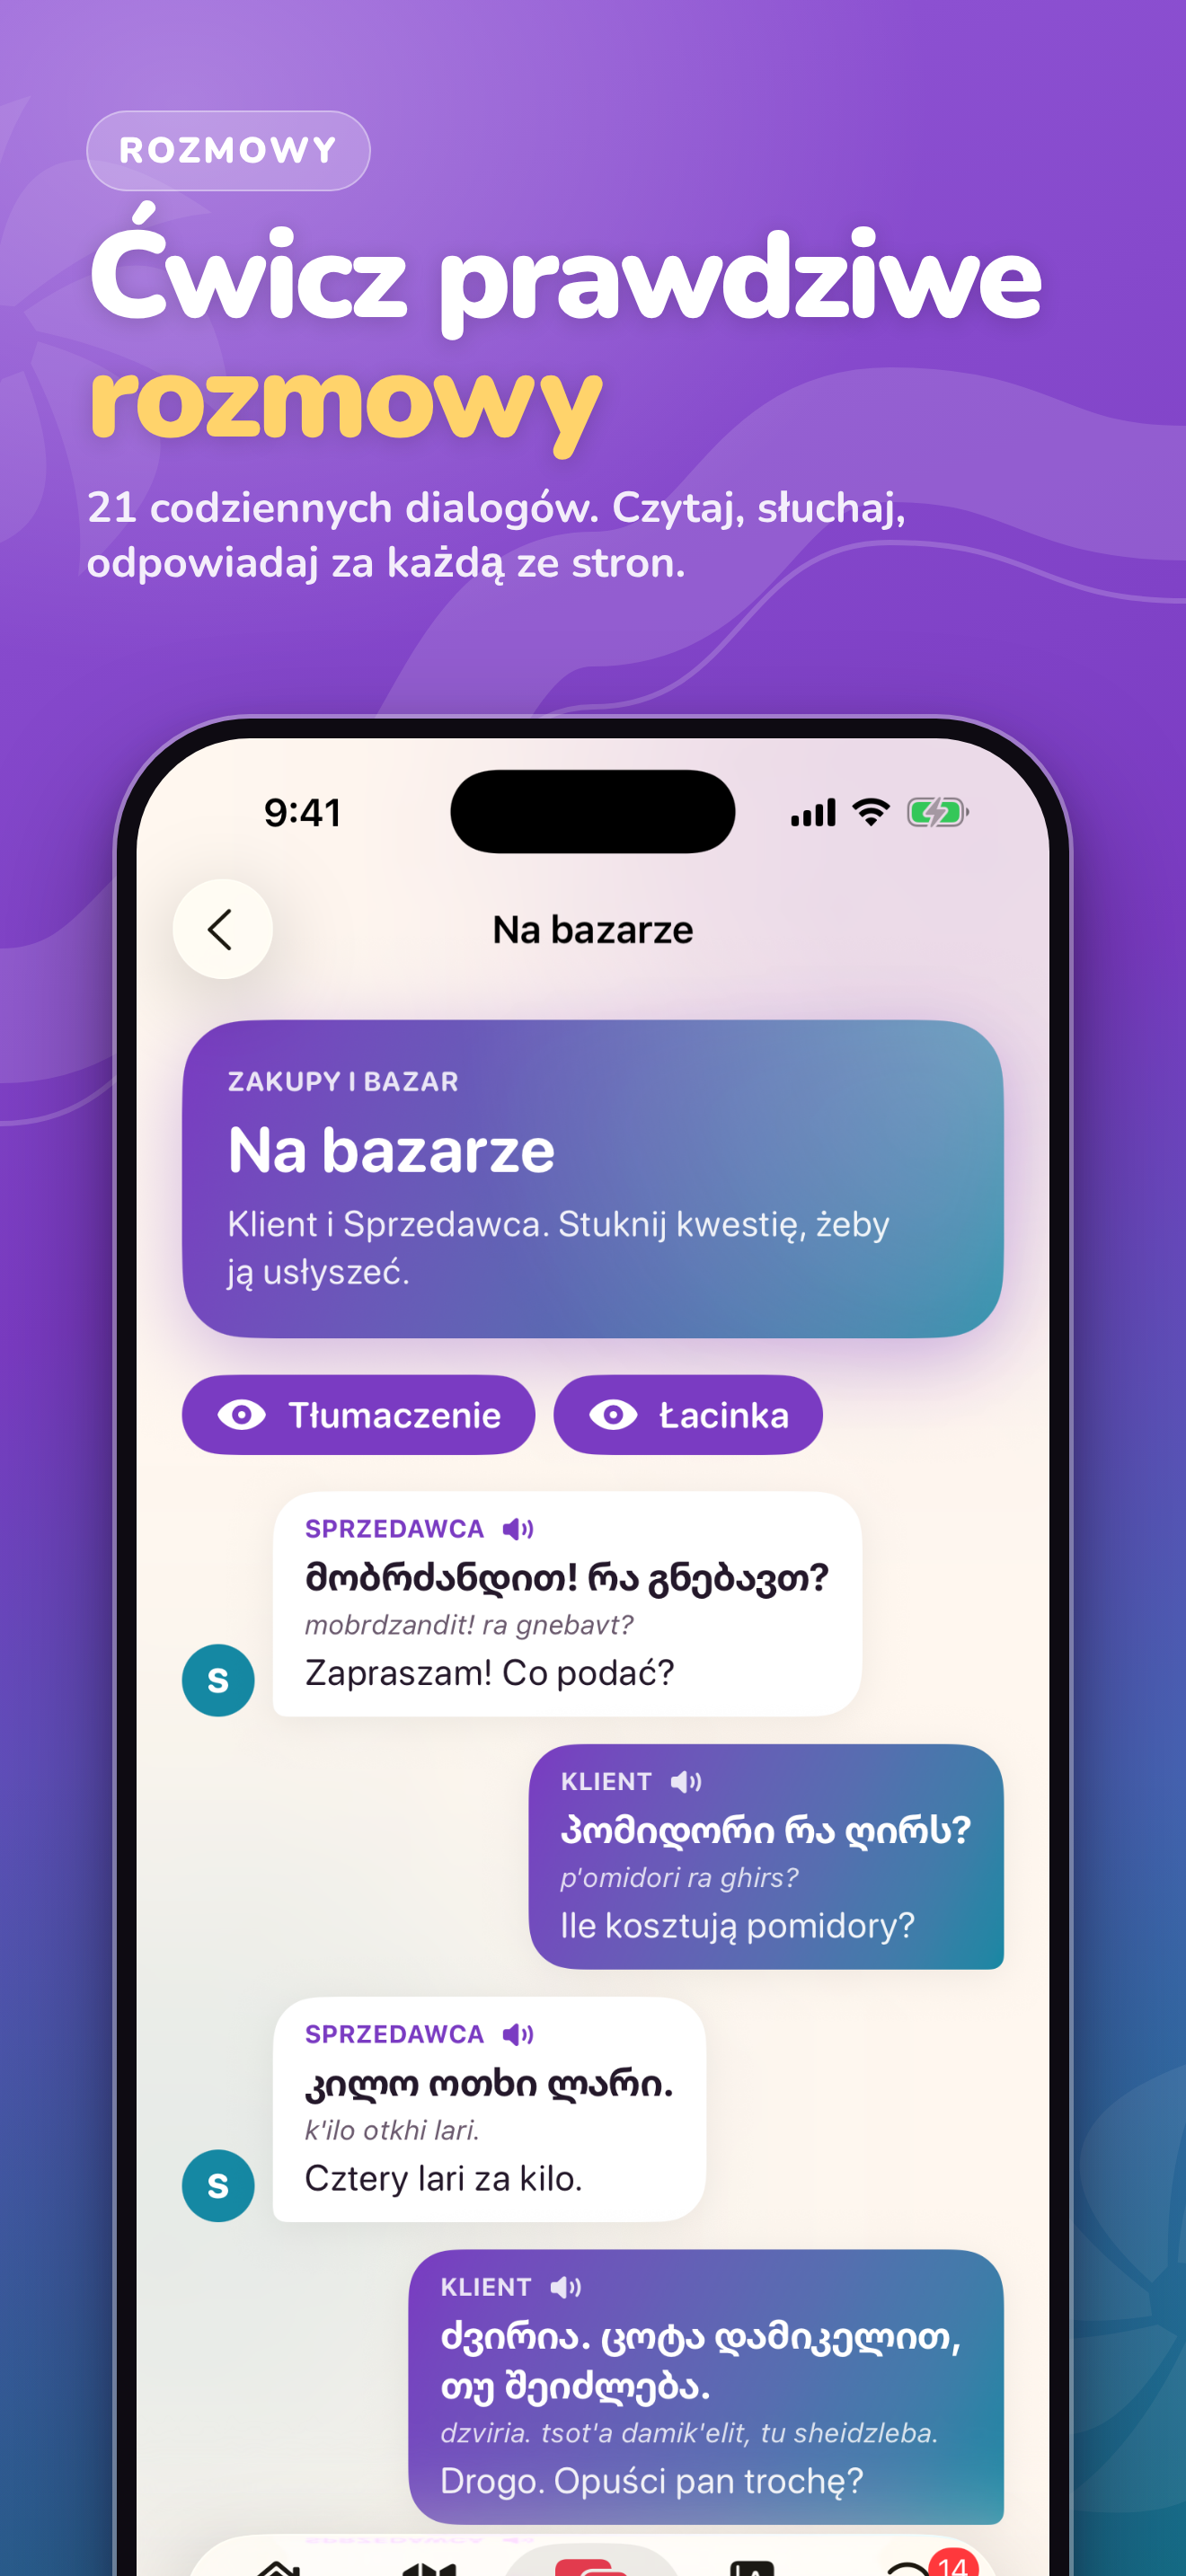 ROZMOWY
Ćwicz prawdziwe
rozmowy
21 codziennych dialogów. Czytaj, słuchaj,
odpowiadaj za każdą ze stron.
9:41
Na bazarze
ZAKUPY I BAZAR
Na bazarze
Klient i Sprzedawca. Stuknij kwestię, żeby
ją usłyszeć.
Tłumaczenie
Łacinka
SPRZEDAWCA
მობრძანდით! რა გნებავთ?
mobrdzandit! ra gnebavt?
Zapraszam! Co podać?
S
KLIENT
პომიდორი რა ღირს?
p'omidori ra ghirs?
Ile kosztują pomidory?
SPRZEDAWCA
კილო ოთხი ლარი.
k'ilo otkhi lari.
Cztery lari za kilo.
S
KLIENT
ძვირია. ცოტა დამიკელით,
თუ შეიძლება.
dzviria. tsot'a damik'elit, tu sheidzleba.
Drogo. Opuści pan trochę?
14